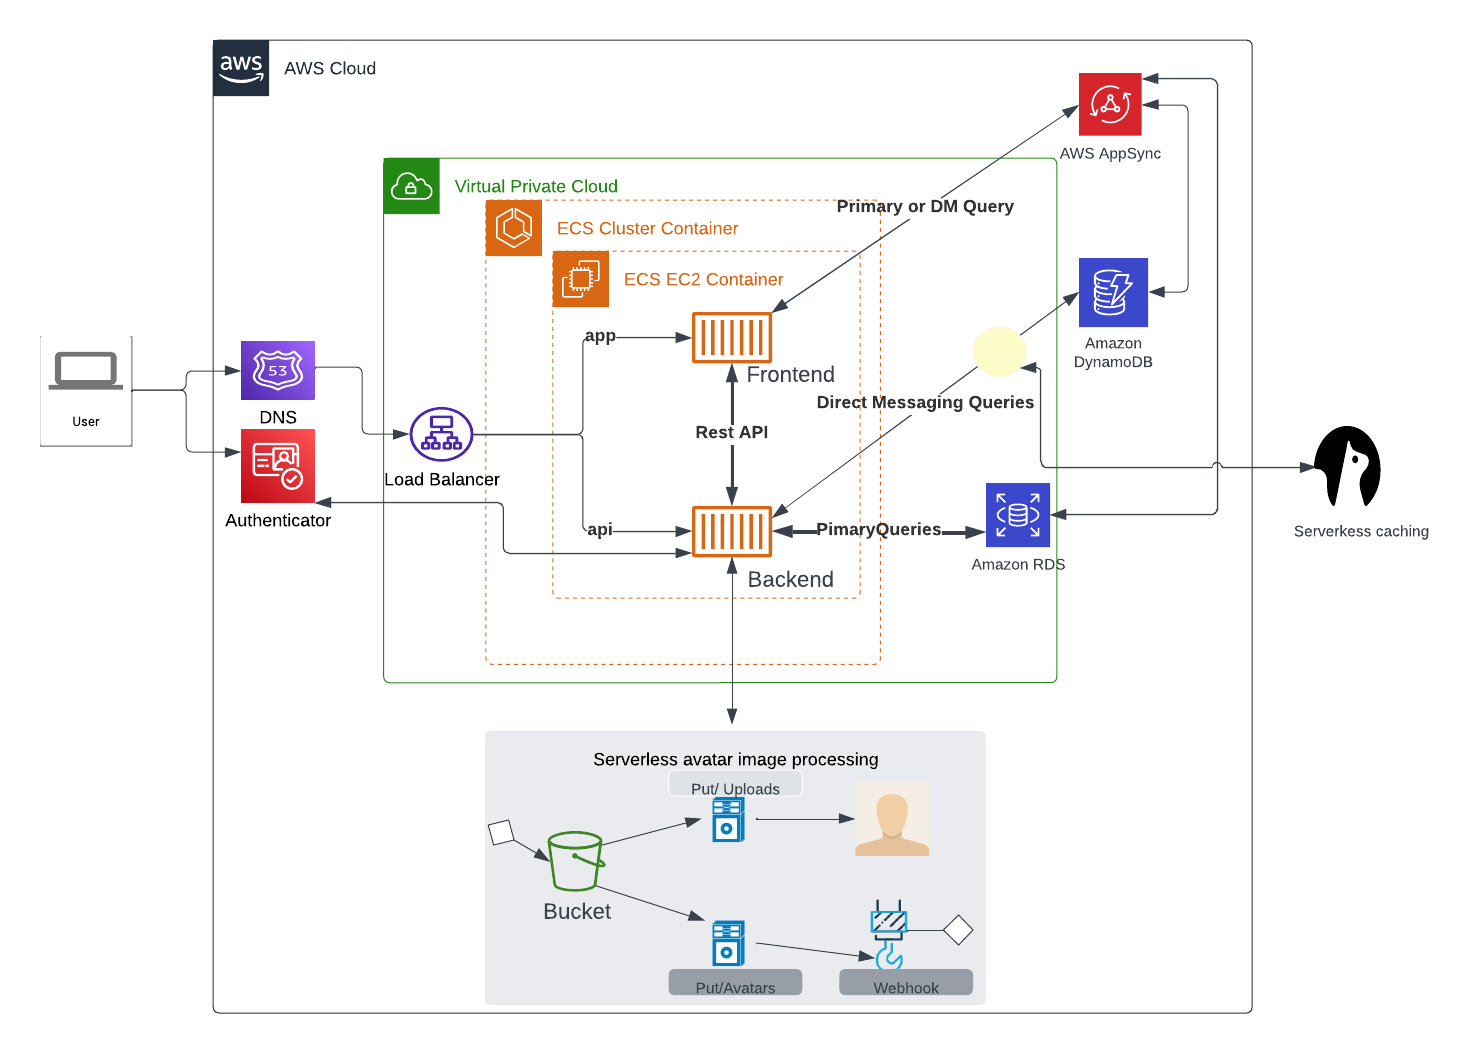 aws
AWS Cloud
AWS AppSync
Virtual Private Cloud
Primary or DM Query
ECS Cluster Container
ECS EC2 Container
app
Amazon
DynamoDB
53
Frontend
User
DNS
Direct Messaging Queries
Rest API
Load Balancer
Authenticator
api
PimaryQueries
Serverkess caching
Amazon RDS
Backend
Serverless avatar image processing
Put/ Uploads
Bucket
Put/Avatars
Webhook